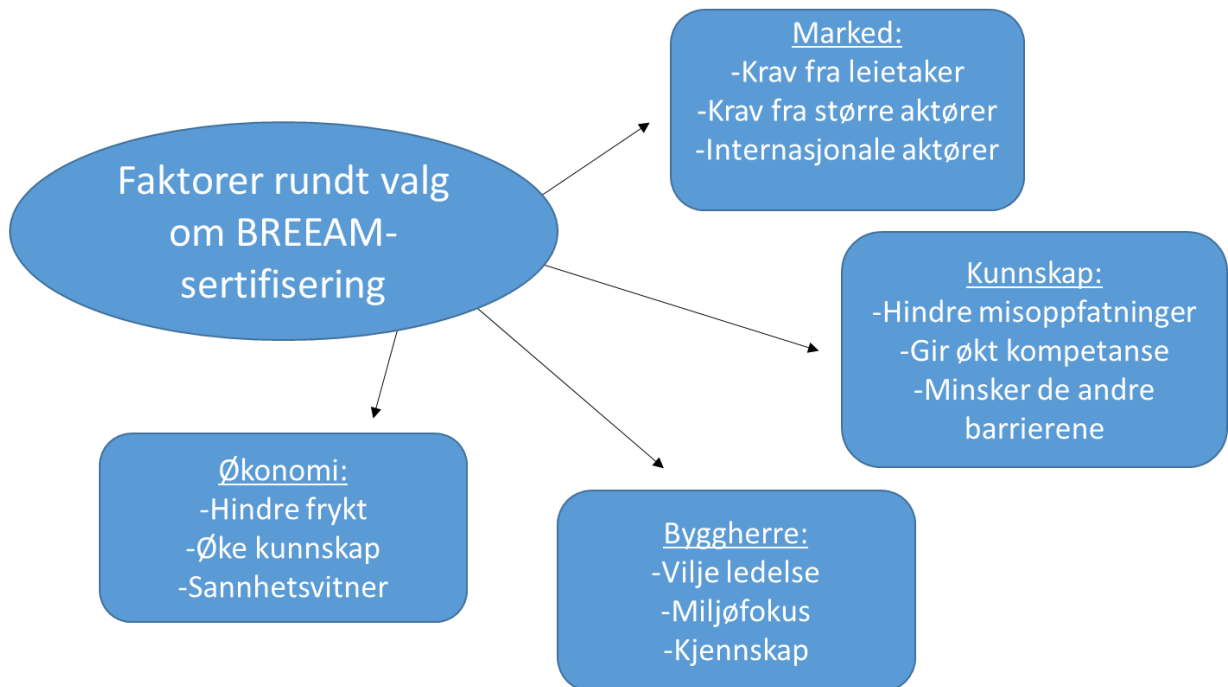 Faktorer rundt valg
om BREEAM-
sertifisering
Marked:
-Krav fra leietaker
-Krav fra større aktører
-Internasjonale aktører
Kunnskap:
-Hindre misoppfatninger
-Gir økt kompetanse
-Minsker de andre
barrierene
Økonomi:
-Hindre frykt
-Øke kunnskap
-Sannhetsvitner
Byggherre:
-Vilje ledelse
-Miljøfokus
-Kjennskap